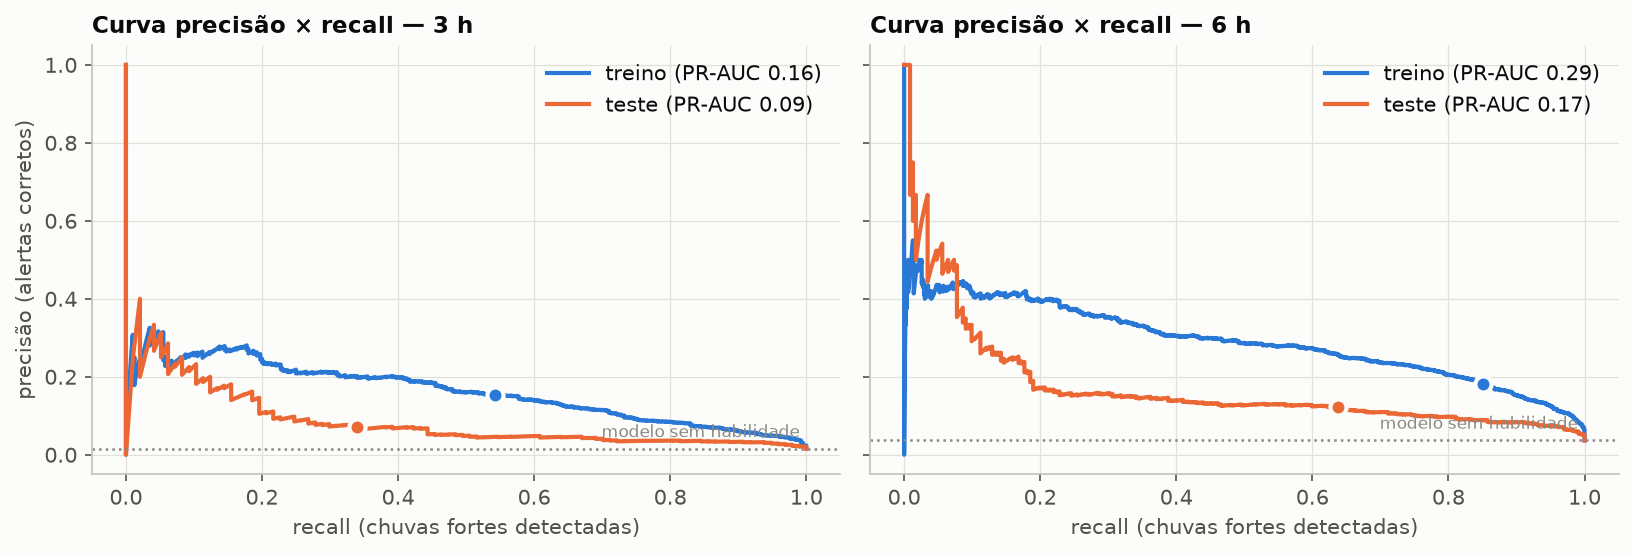 Curva precisão × recall — 3 h
treino (PR-AUC 0.16)
teste (PR-AUC 0.09)
1.0
0.8
0.6
0.4
0.2
0.0
precisão (alertas corretos)
modelo sem habilidade
0.0 0.2 0.4 0.6 0.8 1.0
recall (chuvas fortes detectadas)
Curva precisão × recall — 6 h
treino (PR-AUC 0.29)
teste (PR-AUC 0.17)
modelo sem habilidade
0.0 0.2 0.4 0.6 0.8 1.0
recall (chuvas fortes detectadas)